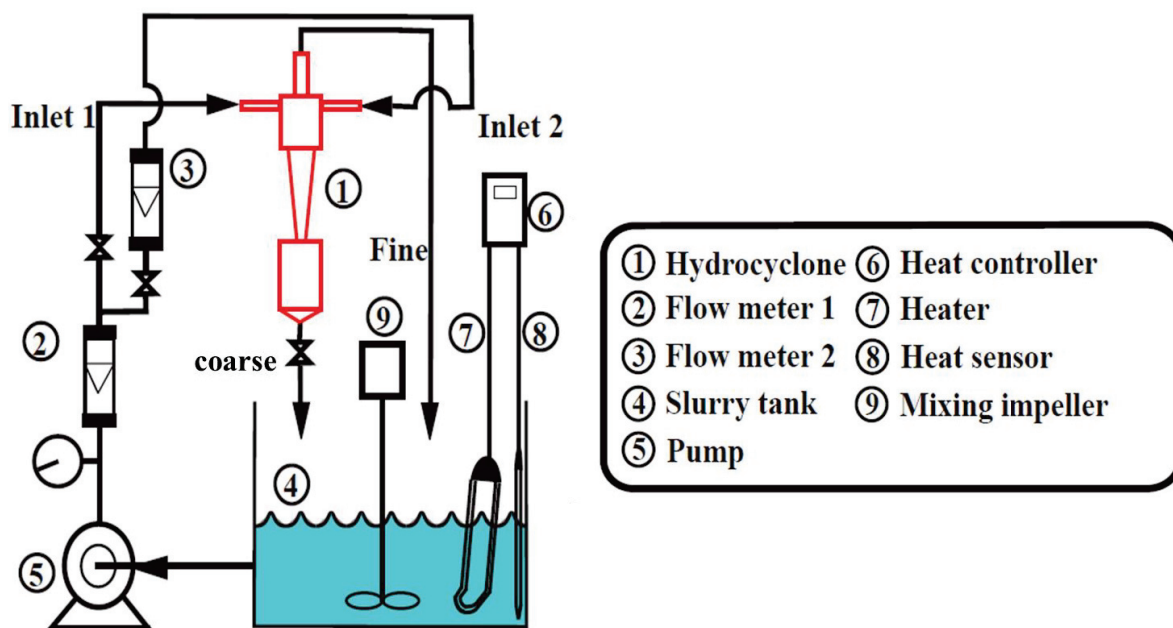 Inlet 1
Inlet 2
3
1
6
Fine
2
9
7
8
coarse
4
5
1 Hydrocyclone 6 Heat controller
2 Flow meter 1 7 Heater
3 Flow meter 2 8 Heat sensor
4 Slurry tank 9 Mixing impeller
5 Pump